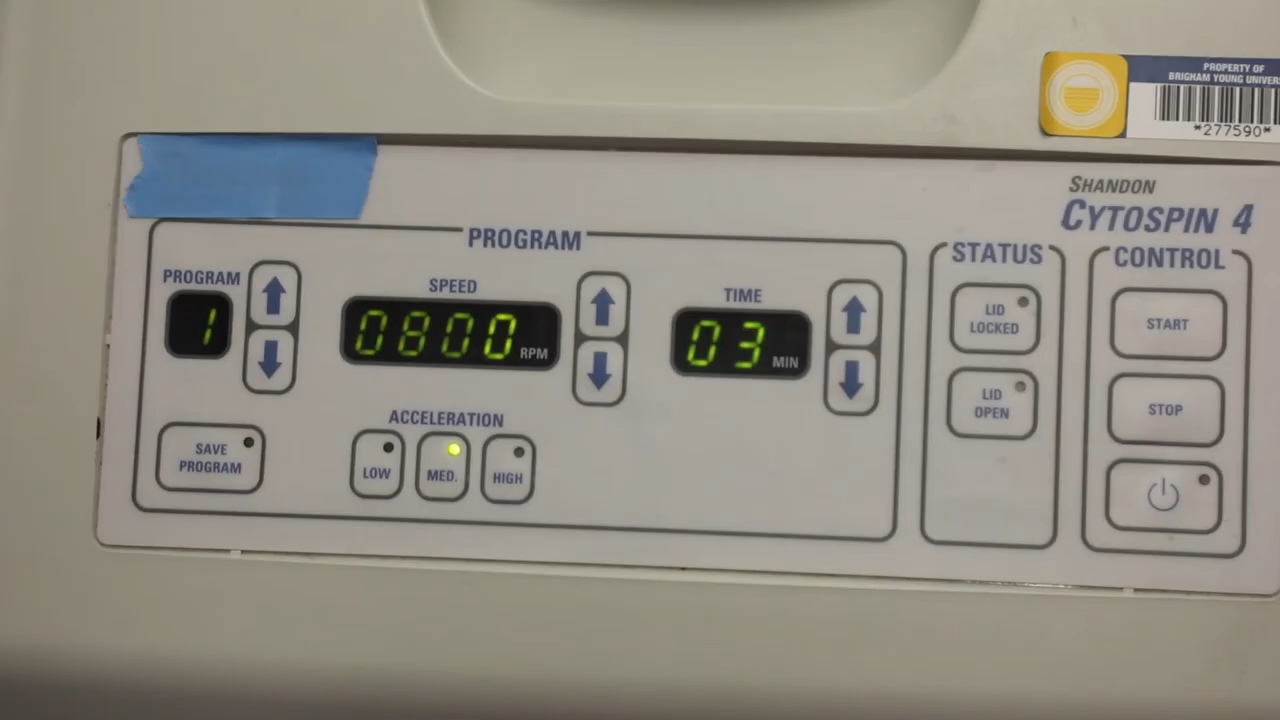 PROPERTY OF
BRIGHAM YOUNG
*277590*
SHANDON
CYTOSPIN 4
PROGRAM
STATUS
CONTROL
PROGRAM
SPEED
TIME
1
0800 RPM
03 MIN
LID
LOCKED
START
LID
OPEN
STOP
ACCELERATION
SAVE
PROGRAM
LOW
MED.
HIGH